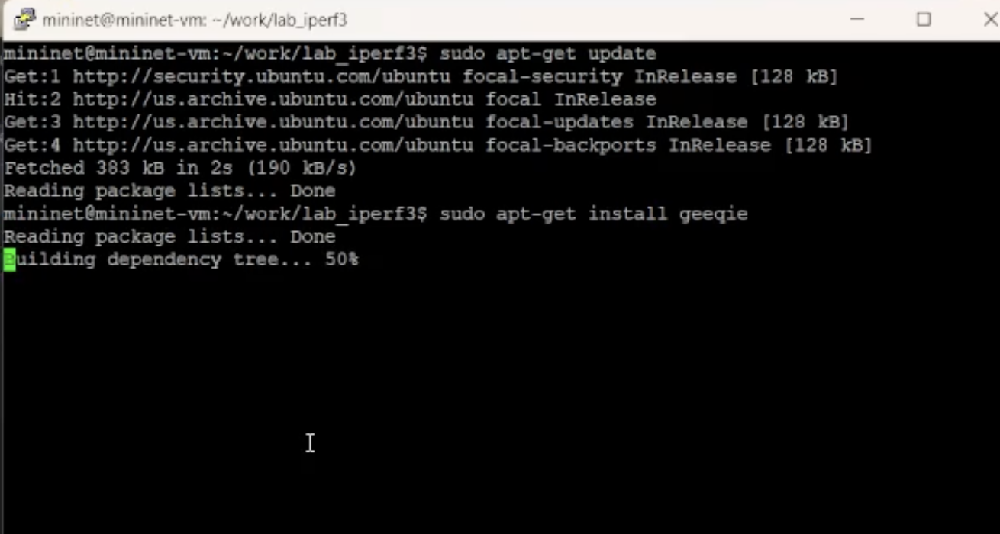 mininet@mininet-vm: ~/work/lab_iperf3
mininet@mininet-vm:~/work/lab_iperf3$ sudo apt-get update
Get:1 http://security.ubuntu.com/ubuntu focal-security InRelease [128 kB]
Hit:2 http://us.archive.ubuntu.com/ubuntu focal InRelease
Get:3 http://us.archive.ubuntu.com/ubuntu focal-updates InRelease [128 kB]
Get:4 http://us.archive.ubuntu.com/ubuntu focal-backports InRelease [128 kB]
Fetched 383 kB in 2s (190 kB/s)
Reading package lists... Done
mininet@mininet-vm:~/work/lab_iperf3$ sudo apt-get install geeqie
Reading package lists... Done
Building dependency tree... 50%